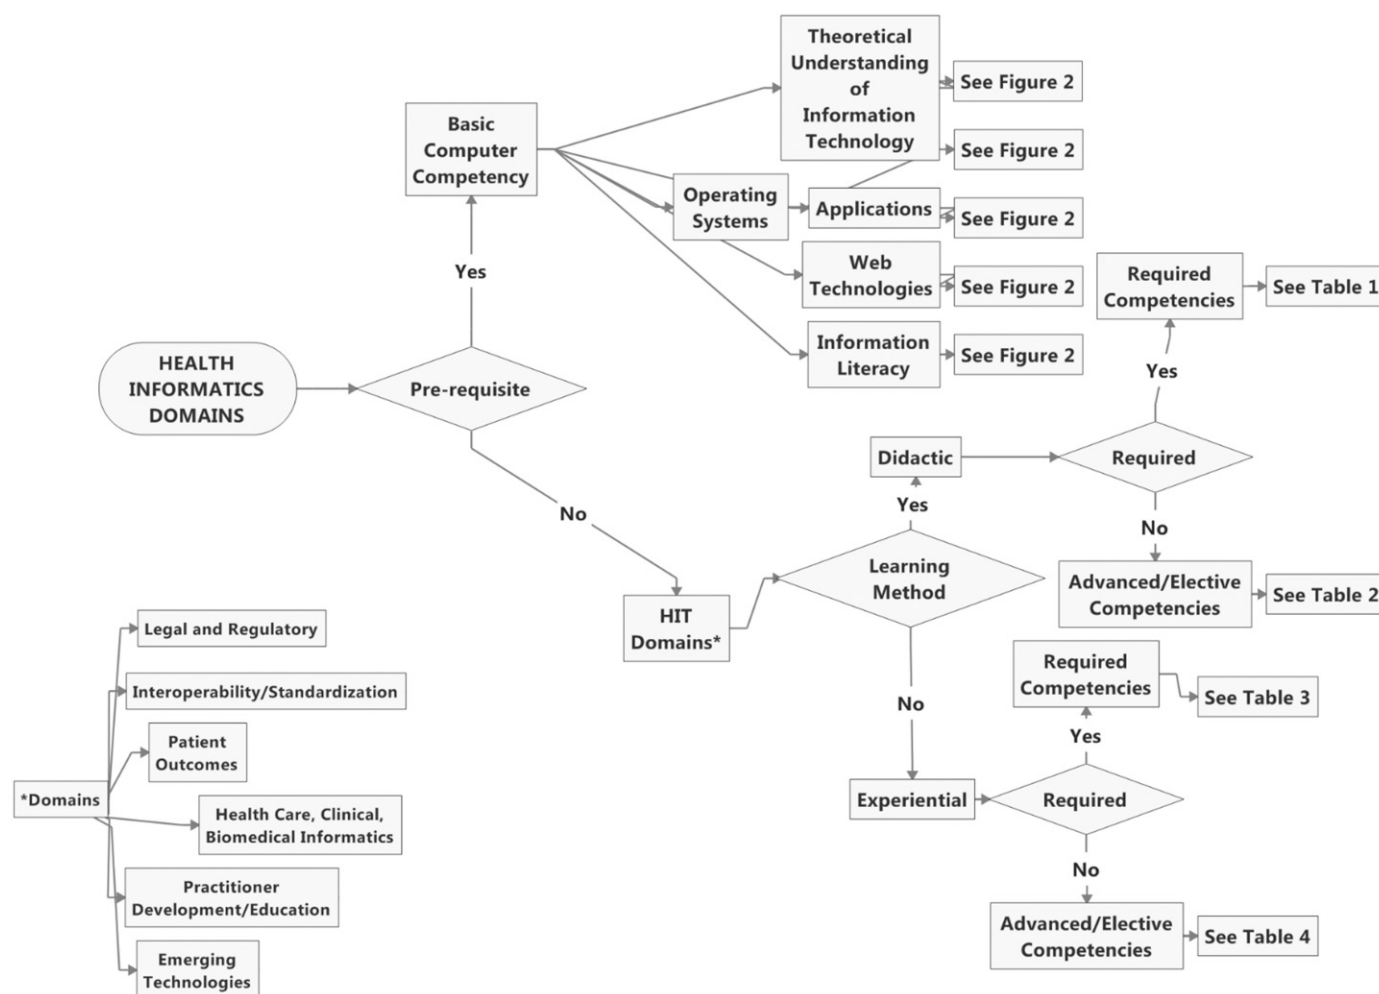 Theoretical
Understanding
of
Information
Technology
See Figure 2
Basic
Computer
Competency
See Figure 2
Operating
Systems
Applications
See Figure 2
Web
Technologies
See Figure 2
Information
Literacy
See Figure 2
Yes
HEALTH
INFORMATICS
DOMAINS
Pre-requisite
No
Required
Competencies
See Table 1
Yes
Didactic
Required
Yes
No
Learning
Method
Advanced/Elective
Competencies
See Table 2
HIT
Domains*
No
Required
Competencies
See Table 3
Yes
Experiential
Required
No
Advanced/Elective
Competencies
See Table 4
Legal and Regulatory
Interoperability/Standardization
Patient
Outcomes
*Domains
Health Care, Clinical,
Biomedical Informatics
Practitioner
Development/Education
Emerging
Technologies